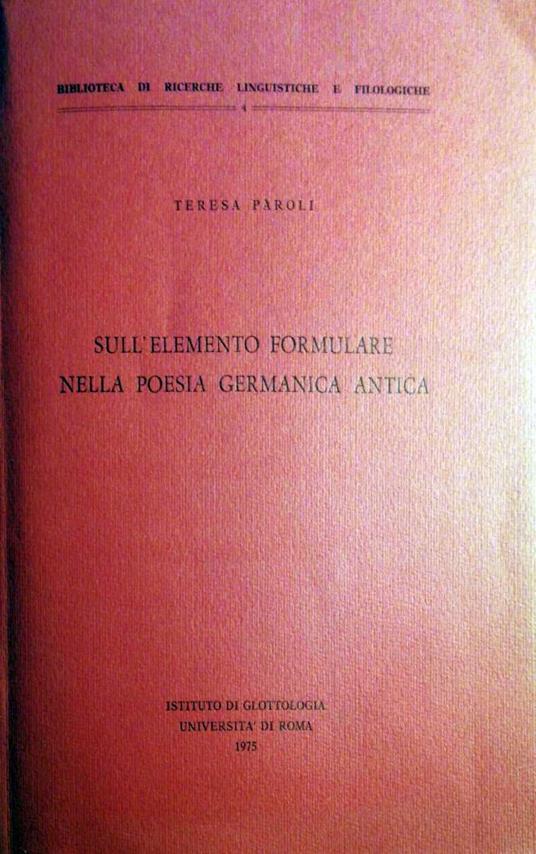 BIBLIOTECA DI RICERCHE LINGUISTICHE E FILOLOGICHE
4
TERESA PÀROLI
SULL'ELEMENTO FORMULARE
NELLA POESIA GERMANICA ANTICA
ISTITUTO DI GLOTTOLOGIA
UNIVERSITA' DI ROMA
1975